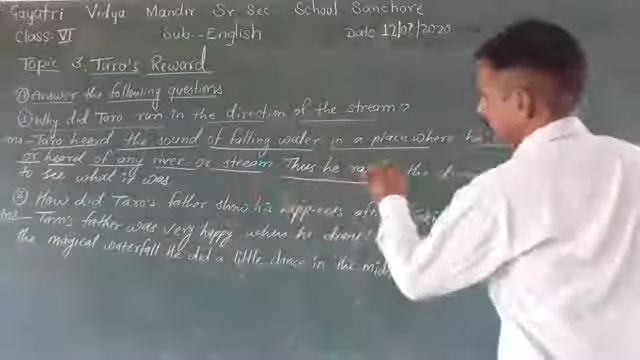 Gayatri Vidya Mandir Sr Sec School Sanchore
Class: VI Sub-English Date 12/07/2020
Topic 3. Taro's Reward
Answer the following questions
① Why did Taro run in the direction of the stream?
Ans- Taro heard the sound of falling water in a place where he
or heard of any river or stream Thus he ra the
to see what it was
② How did Taro's father show his
Ans- Taro's father was very happy when he
the magical waterfall He did a little dance in the mid